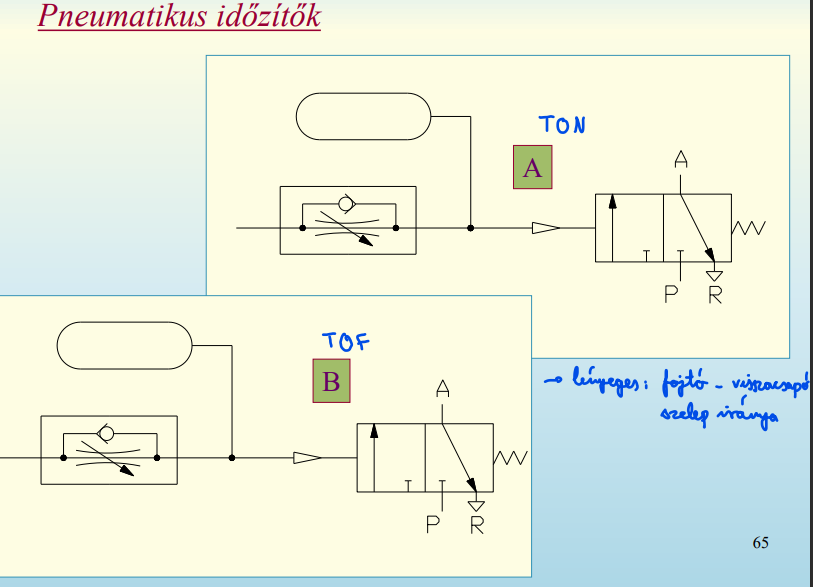 Pneumatikus időzítők
TON
A
A
P R
TOF
B
A
P R
→ lényeges: fojtó - visszacsapó
szelep iránya
65